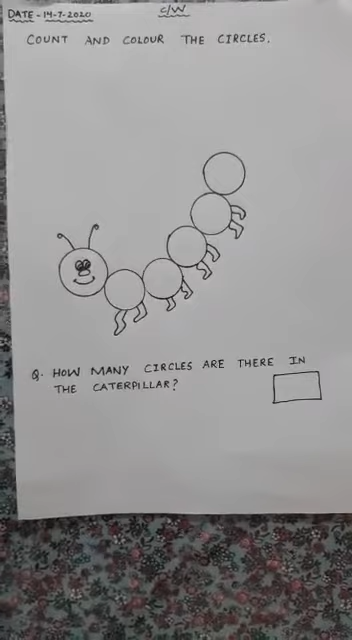 DATE - 14-7-2020
C/W
COUNT AND COLOUR THE CIRCLES.
Q. HOW MANY CIRCLES ARE THERE IN
THE CATERPILLAR?